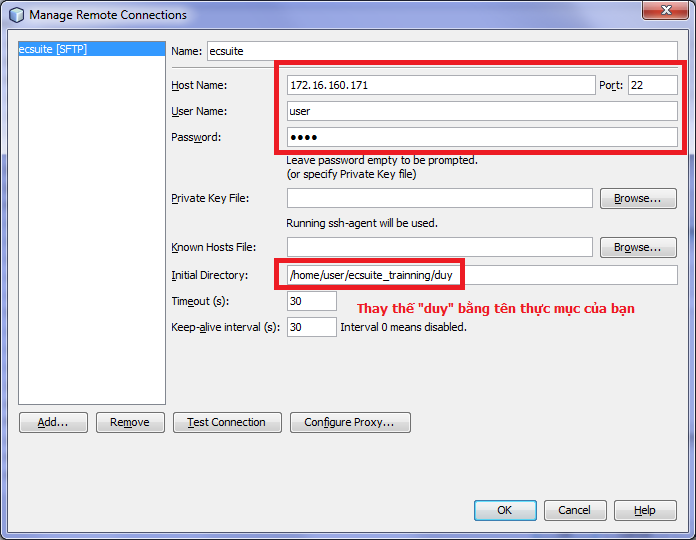 Manage Remote Connections
ecsuite [SFTP]
Name: ecsuite
Host Name: 172.16.160.171 Port: 22
User Name: user
Password: ●●●●
Leave password empty to be prompted.
(or specify Private Key File)
Private Key File: Browse...
Running ssh-agent will be used.
Known Hosts File: Browse...
Initial Directory: /home/user/ecsuite_trainning/duy
Timeout (s): 30
Thay thế "duy" bằng tên thực mục của bạn
Keep-alive interval (s): 30 Interval 0 means disabled.
Add... Remove Test Connection Configure Proxy...
OK Cancel Help